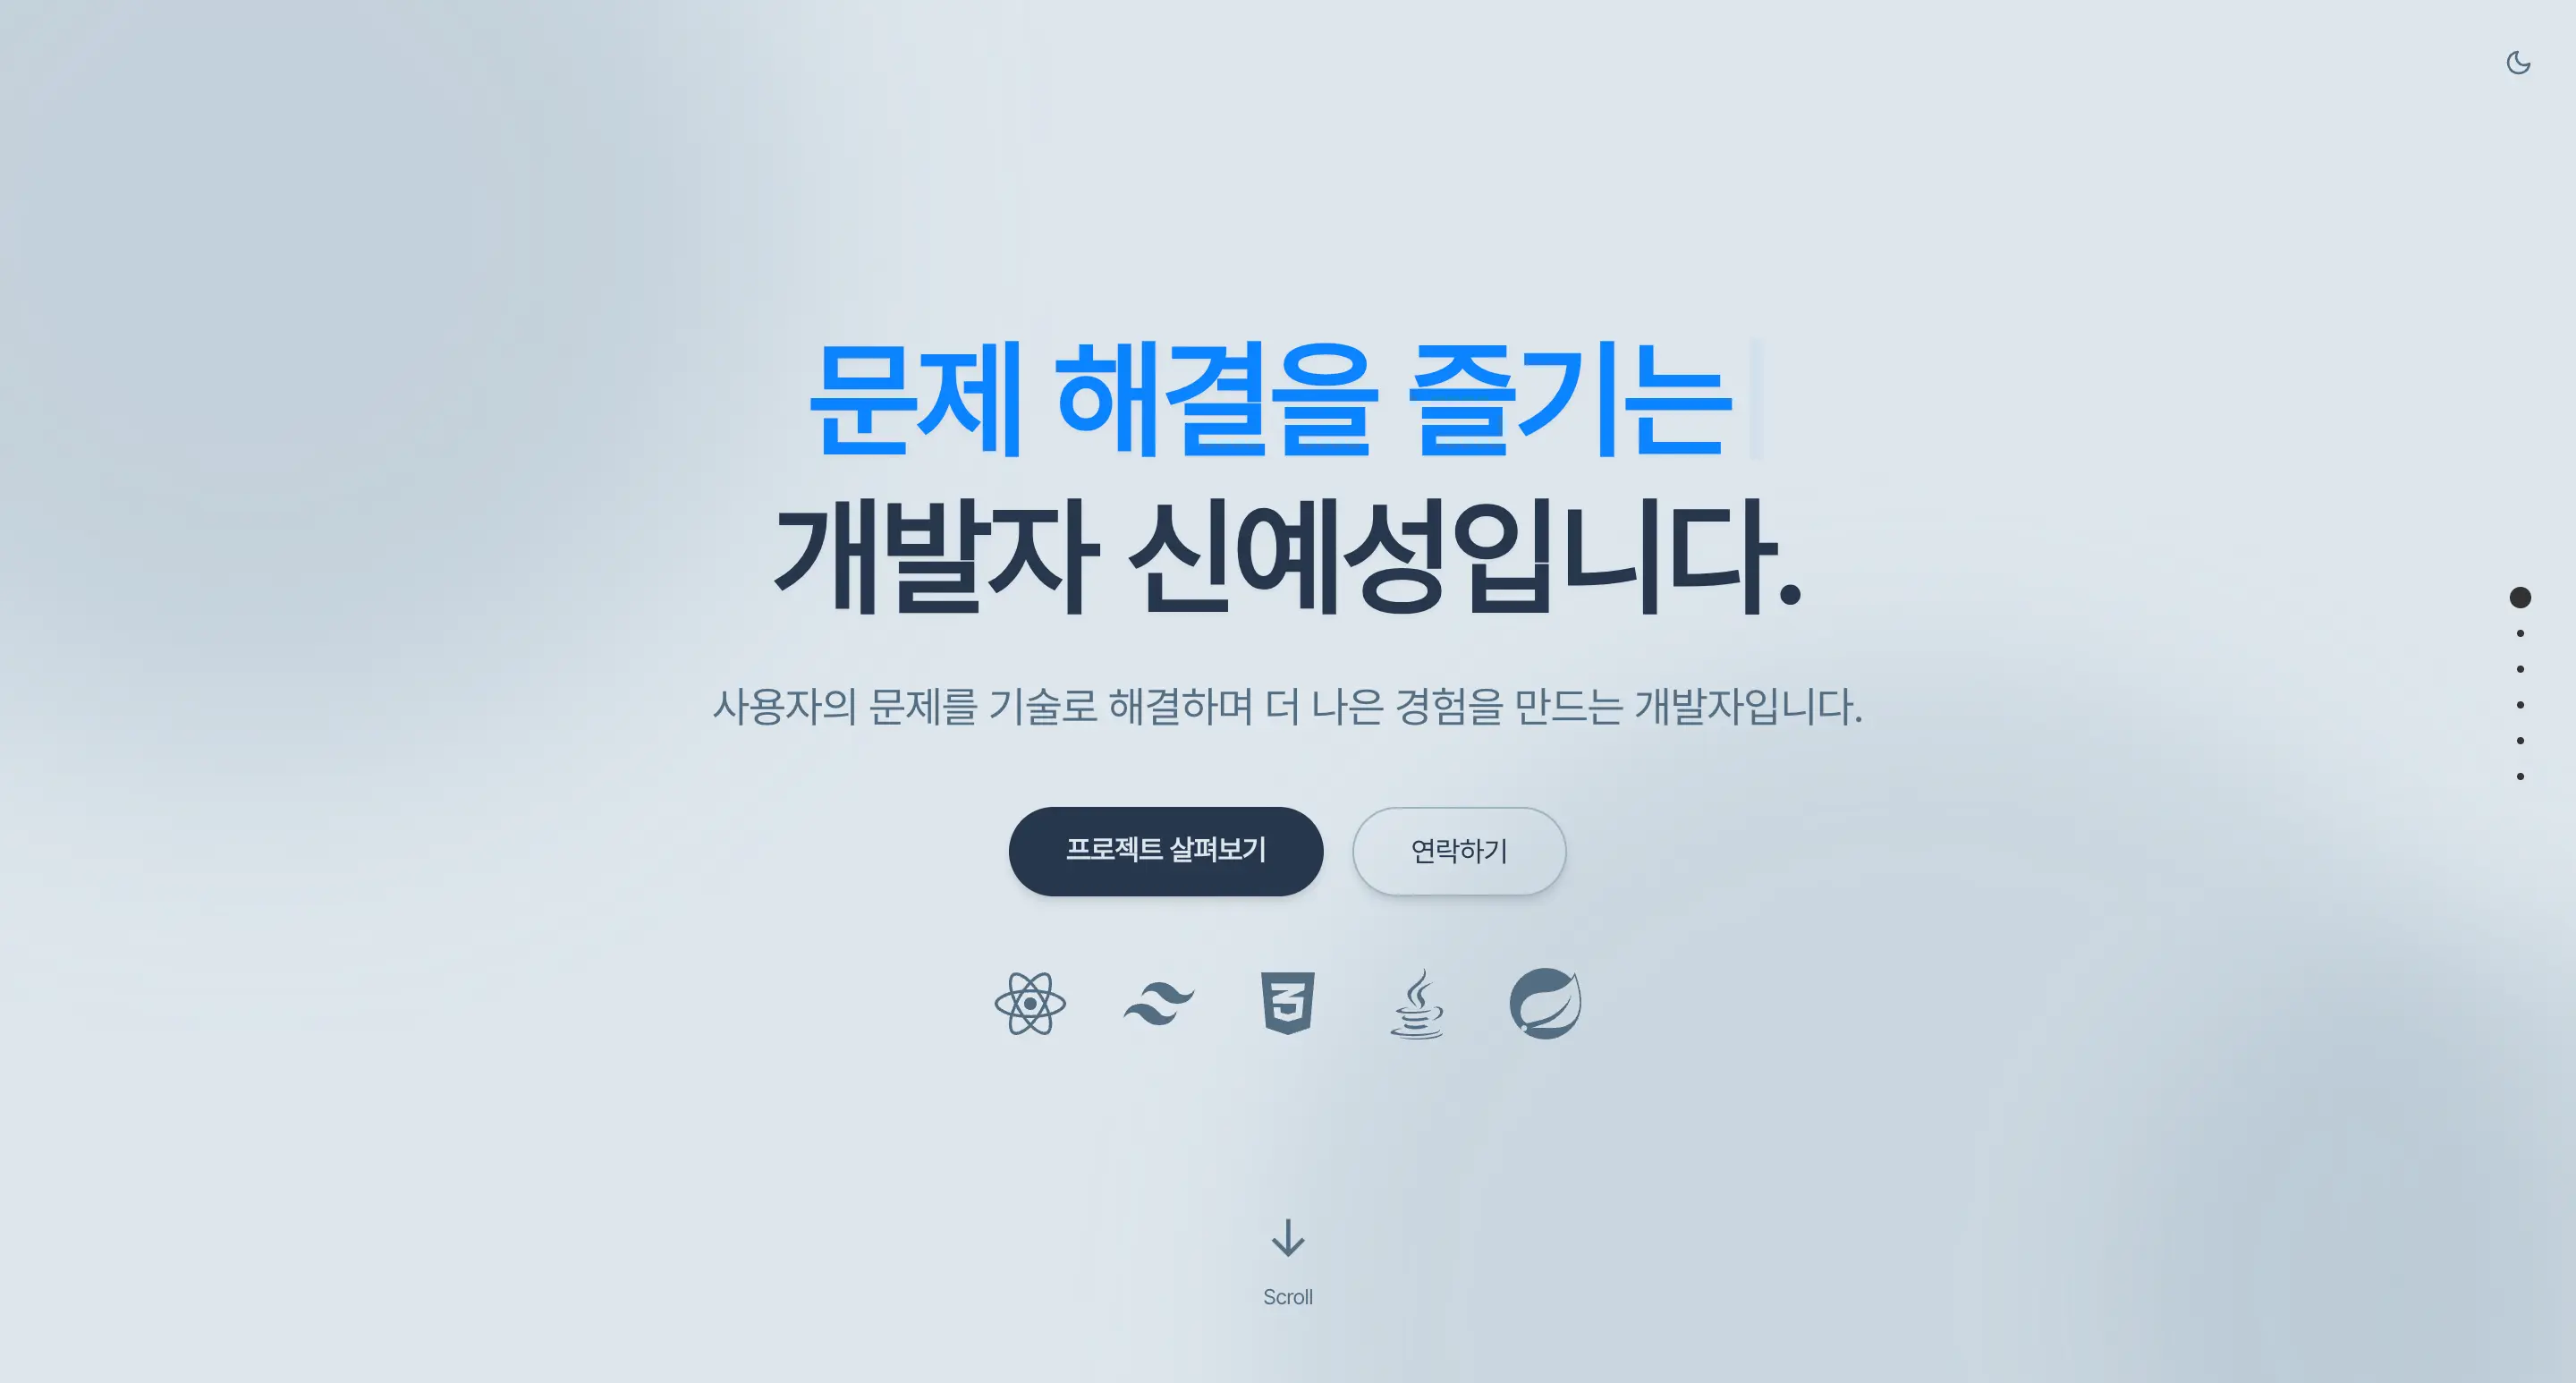 문제 해결을 즐기는
개발자 신예성입니다.
사용자의 문제를 기술로 해결하며 더 나은 경험을 만드는 개발자입니다.
프로젝트 살펴보기
연락하기
3
Scroll